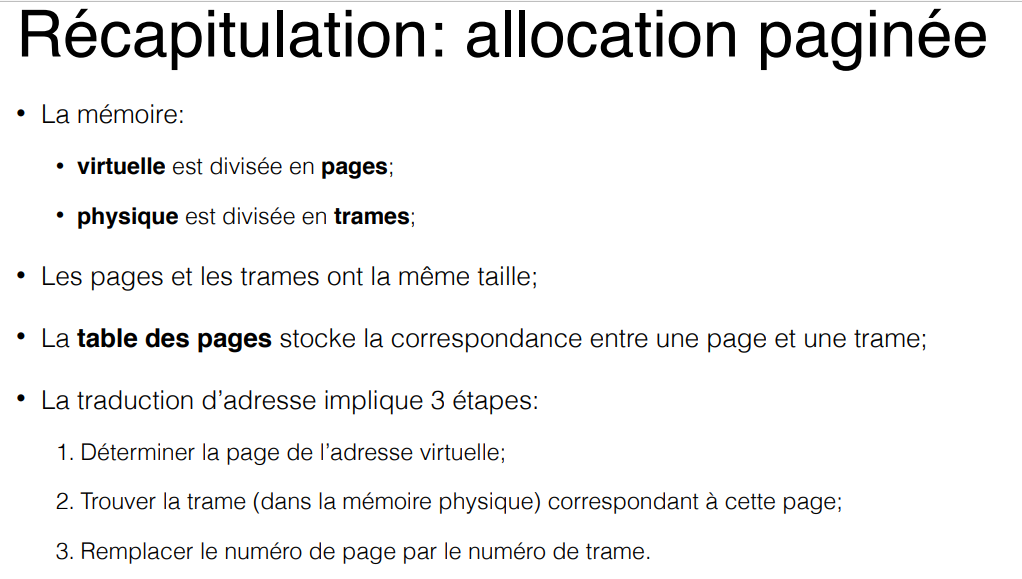 Récapitulation: allocation paginée
• La mémoire:
• virtuelle est divisée en pages;
• physique est divisée en trames;
• Les pages et les trames ont la même taille;
• La table des pages stocke la correspondance entre une page et une trame;
• La traduction d’adresse implique 3 étapes:
1. Déterminer la page de l’adresse virtuelle;
2. Trouver la trame (dans la mémoire physique) correspondant à cette page;
3. Remplacer le numéro de page par le numéro de trame.